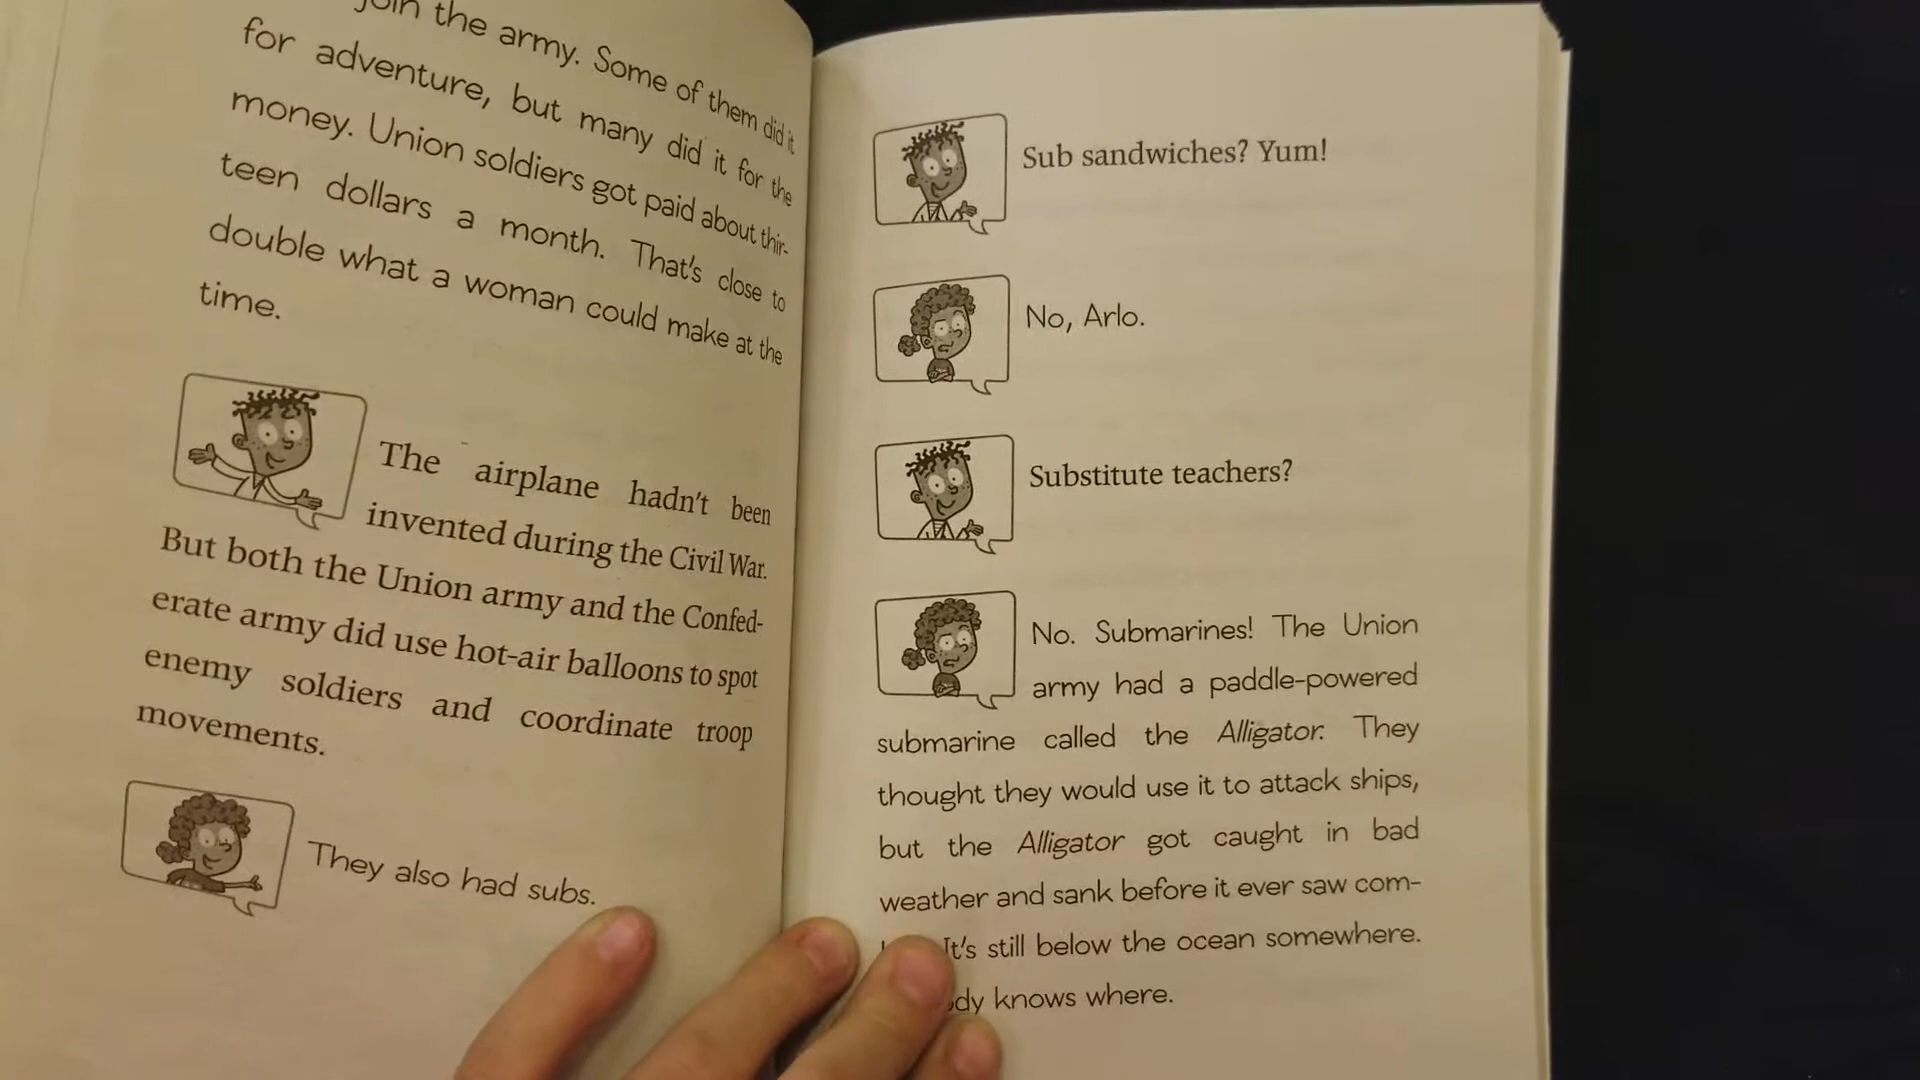 join the army. Some of them did it
for adventure, but many did it for the
money. Union soldiers got paid about thir-
teen dollars a month. That's close to
double what a woman could make at the
time.
The airplane hadn't been
invented during the Civil War.
But both the Union army and the Confed-
erate army did use hot-air balloons to spot
enemy soldiers and coordinate troop
movements.
They also had subs.
Sub sandwiches? Yum!
No, Arlo.
Substitute teachers?
No. Submarines! The Union
army had a paddle-powered
submarine called the Alligator. They
thought they would use it to attack ships,
but the Alligator got caught in bad
weather and sank before it ever saw com-
It's still below the ocean somewhere.
knows where.